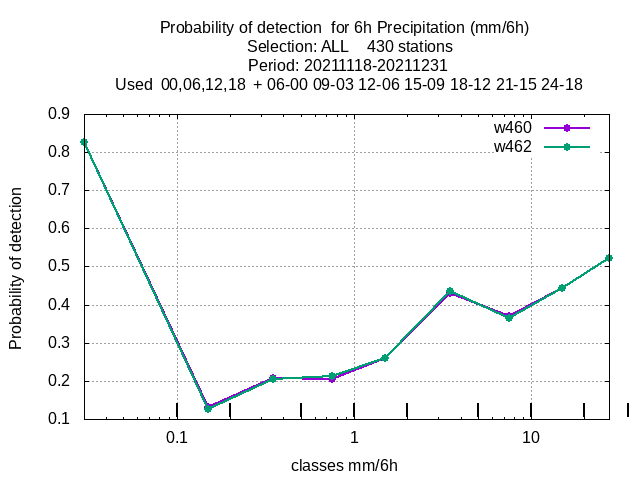 Probability of detection  for 6h Precipitation (mm/6h)
Selection: ALL    430 stations
Period: 20211118-20211231
Used  00,06,12,18  + 06-00 09-03 12-06 15-09 18-12 21-15 24-18
w460
w462
Probability of detection
0.9
0.8
0.7
0.6
0.5
0.4
0.3
0.2
0.1
0.1 1 10
classes mm/6h